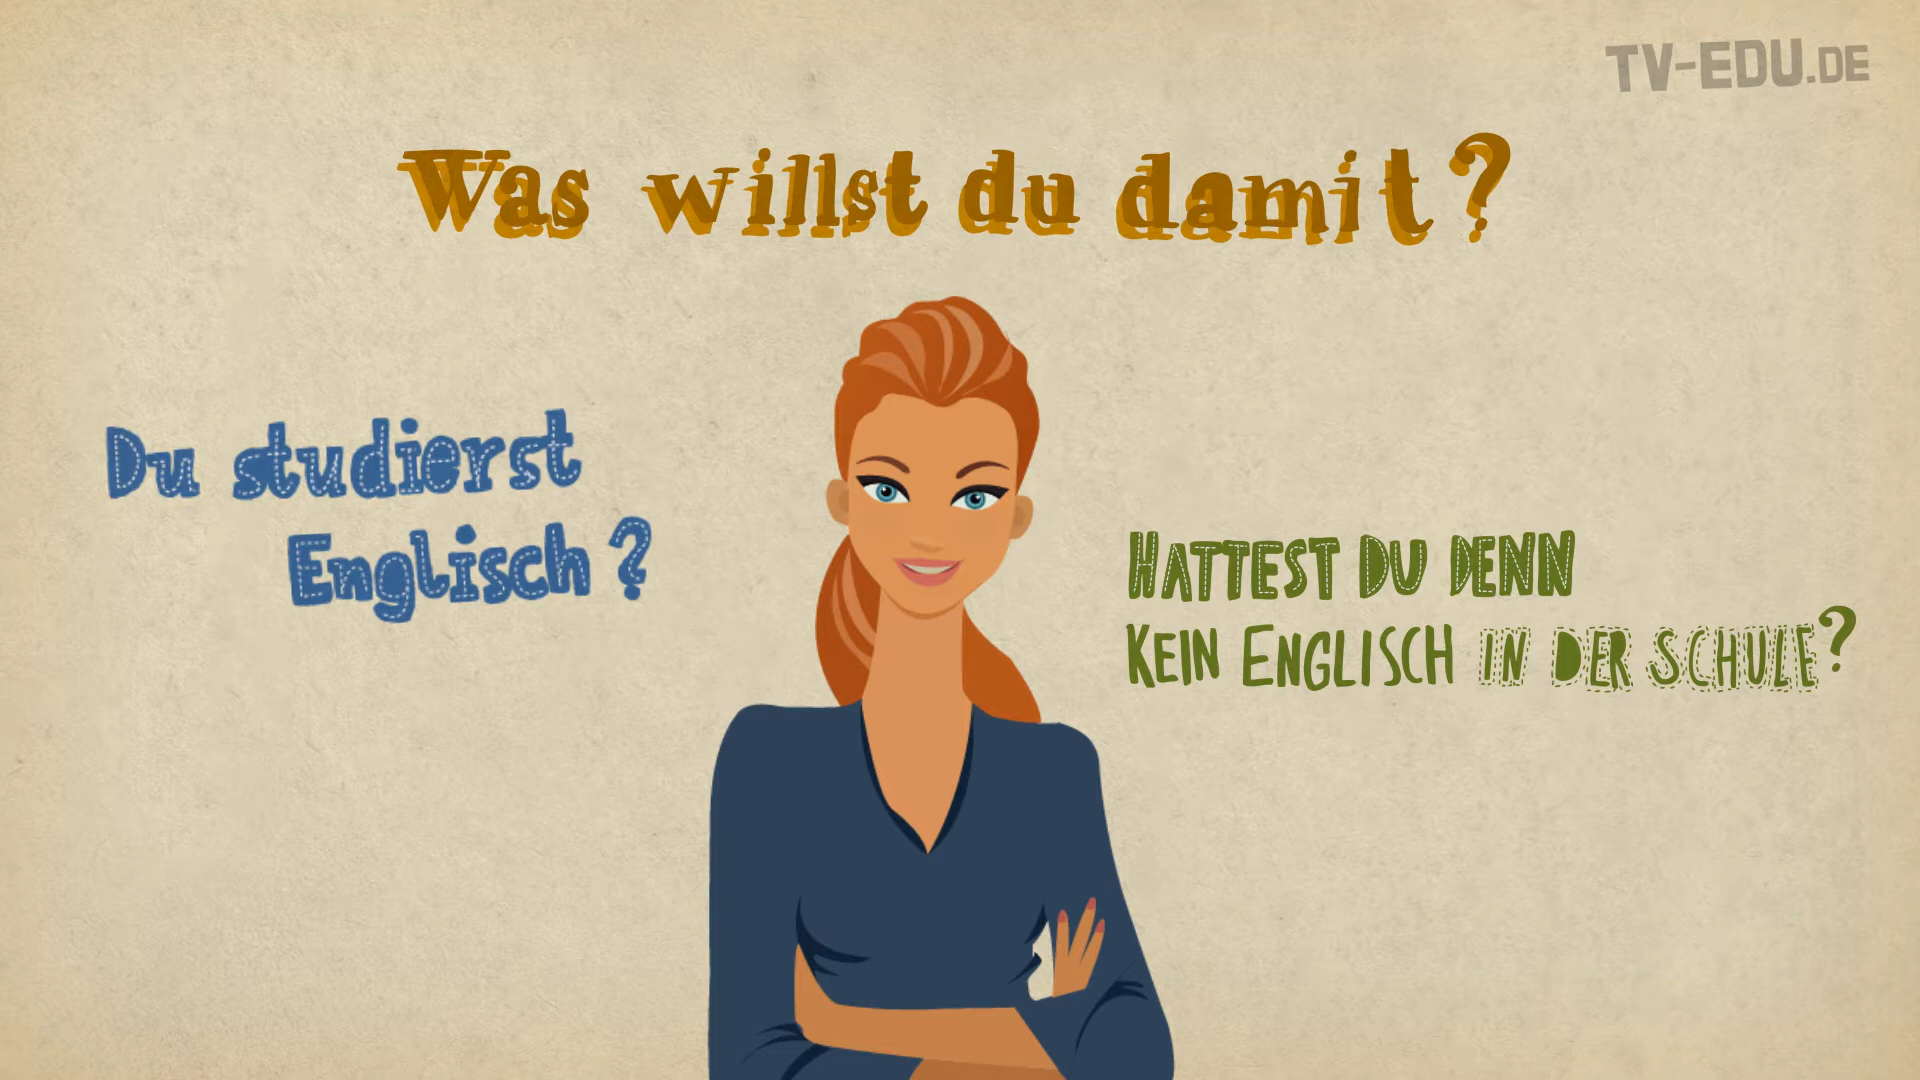 TV-EDU.DE
Was willst du damit?
Du studierst
Englisch?
HATTEST DU DENN
KEIN ENGLISCH IN DER SCHULE?